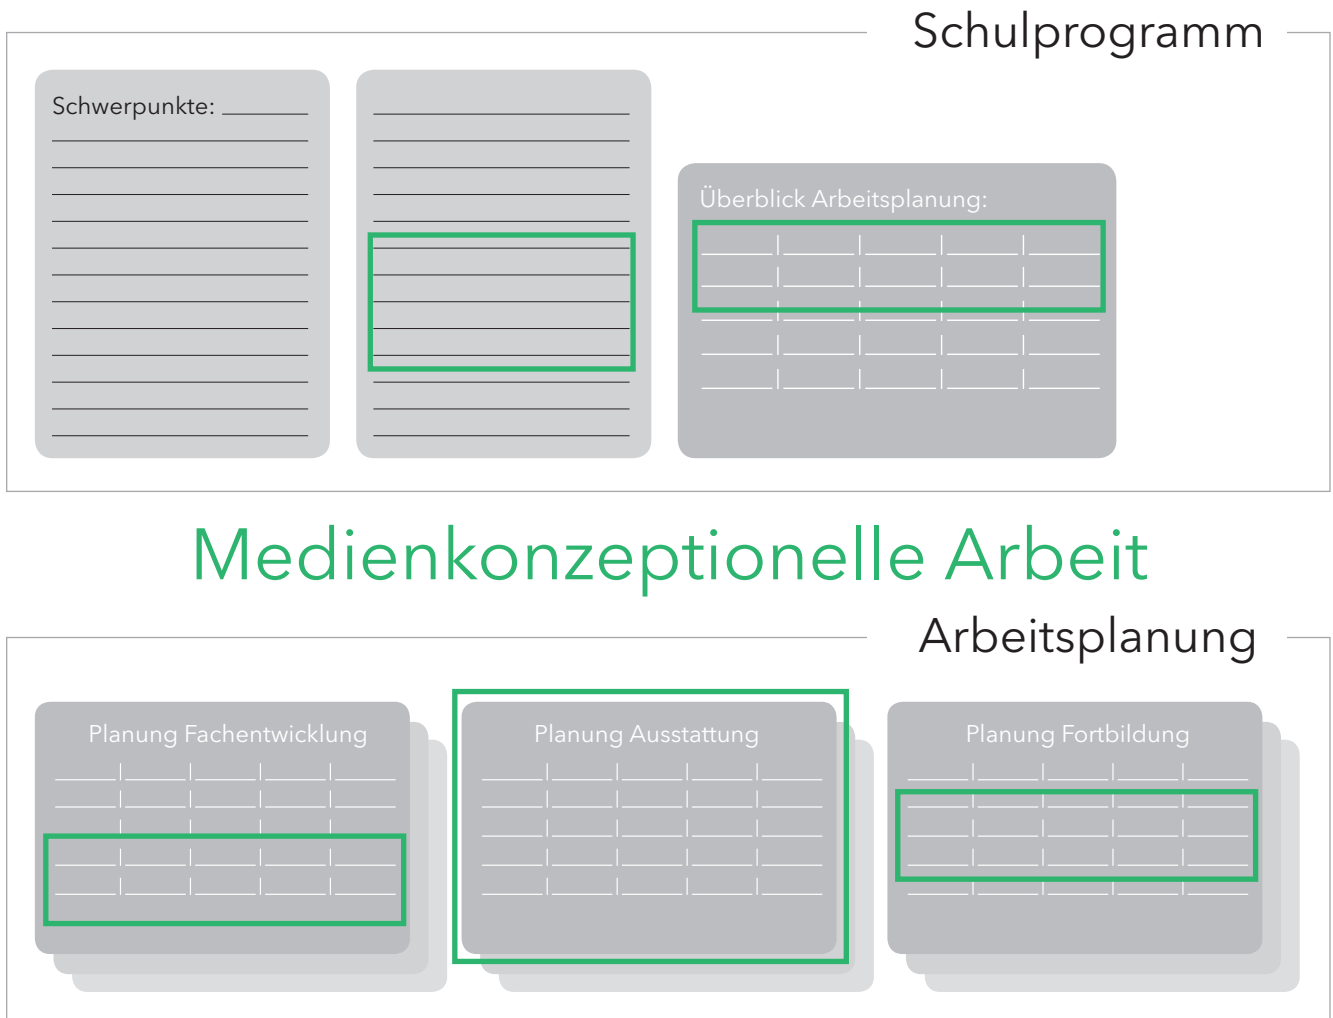 Schulprogramm
Schwerpunkte:
Überblick Arbeitsplanung:
Medienkonzeptionelle Arbeit
Arbeitsplanung
Planung Fachentwicklung
Planung Ausstattung
Planung Fortbildung